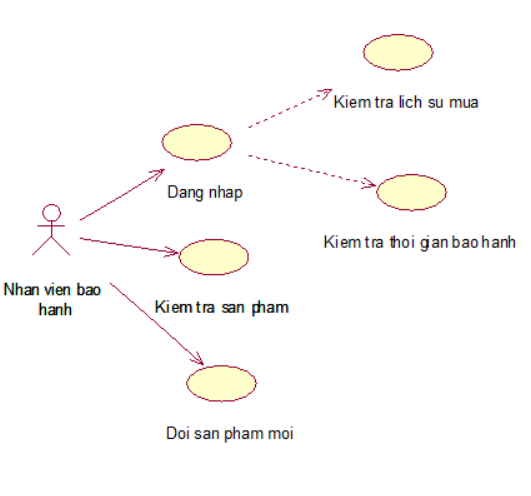 Kiem tra lich su mua
Dang nhap
Kiem tra thoi gian bao hanh
Nhan vien bao
hanh
Kiem tra san pham
Doi san pham moi